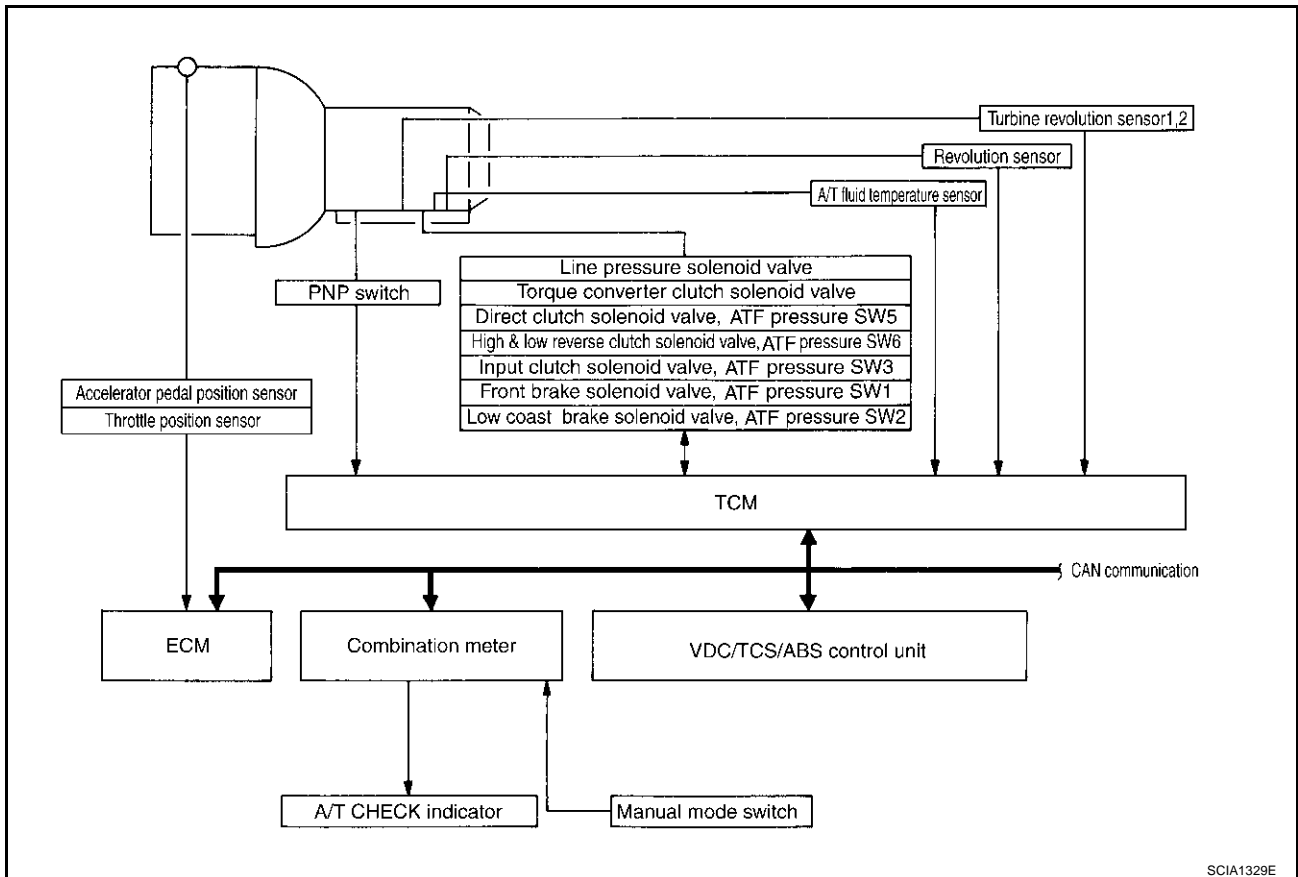 Turbine revolution sensor1,2
Revolution sensor
A/T fluid temperature sensor
Line pressure solenoid valve
Torque converter clutch solenoid valve
Direct clutch solenoid valve, ATF pressure SW5
High & low reverse clutch solenoid valve, ATF pressure SW6
Input clutch solenoid valve, ATF pressure SW3
Front brake solenoid valve, ATF pressure SW1
Low coast brake solenoid valve, ATF pressure SW2
PNP switch
Accelerator pedal position sensor
Throttle position sensor
TCM
CAN communication
ECM
Combination meter
VDC/TCS/ABS control unit
A/T CHECK indicator
Manual mode switch
SCIA1329E